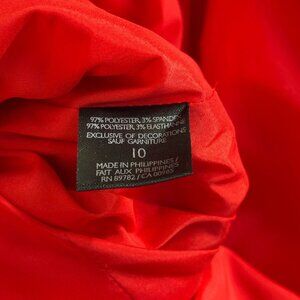 97% POLYESTER, 3% SPANDEX
97% POLYESTER, 3% ELASTHANNE
EXCLUSIVE OF DECORATIONS
SAUF GARNITURE
10
MADE IN PHILIPPINES /
FAIT AUX PHILIPPINES
RN 89782 / CA 00985